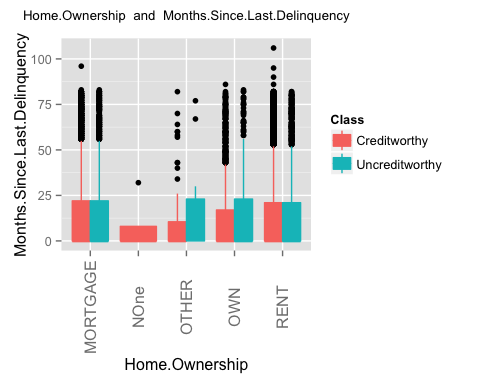 Home.Ownership and Months.Since.Last.Delinquency
Months.Since.Last.Delinquency
100
75
50
25
0
MORTGAGE
NOne
OTHER
OWN
RENT
Home.Ownership
Class
Creditworthy
Uncreditworthy